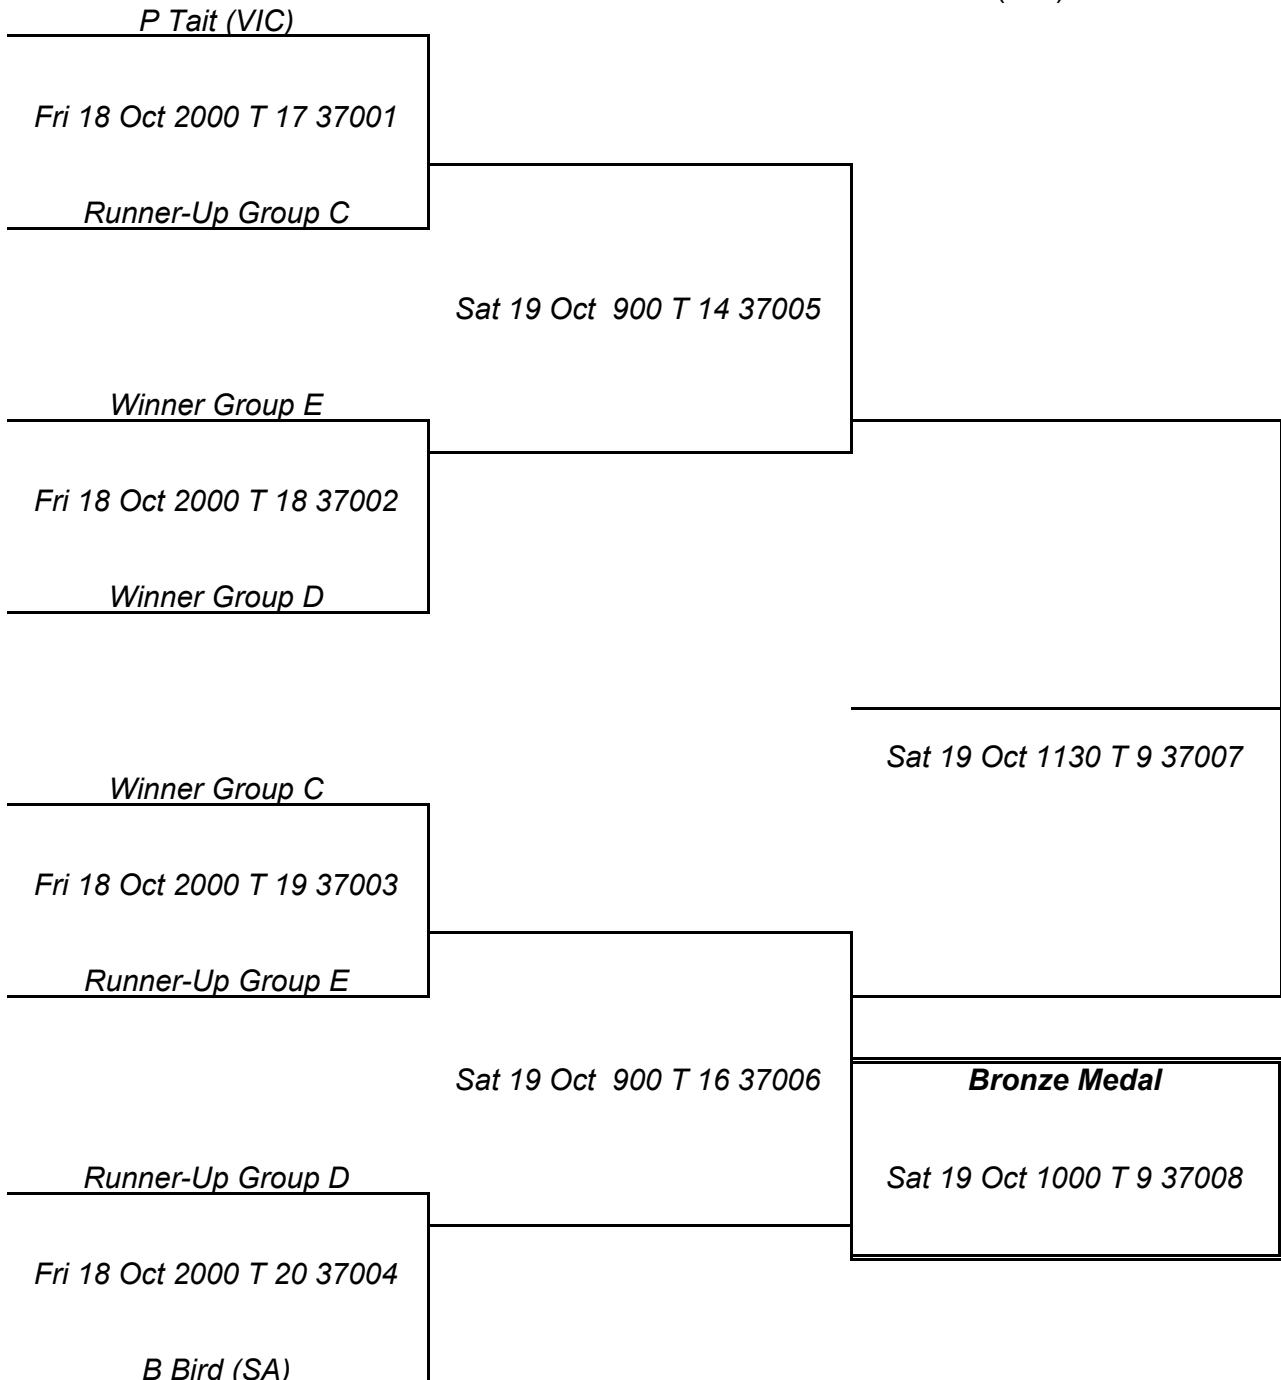 P Tait (VIC)
Fri 18 Oct 2000 T 17 37001
Runner-Up Group C
Sat 19 Oct  900 T 14 37005
Winner Group E
Fri 18 Oct 2000 T 18 37002
Winner Group D
Sat 19 Oct 1130 T 9 37007
Winner Group C
Fri 18 Oct 2000 T 19 37003
Runner-Up Group E
Sat 19 Oct  900 T 16 37006
Bronze Medal
Runner-Up Group D
Sat 19 Oct 1000 T 9 37008
Fri 18 Oct 2000 T 20 37004
B Bird (SA)